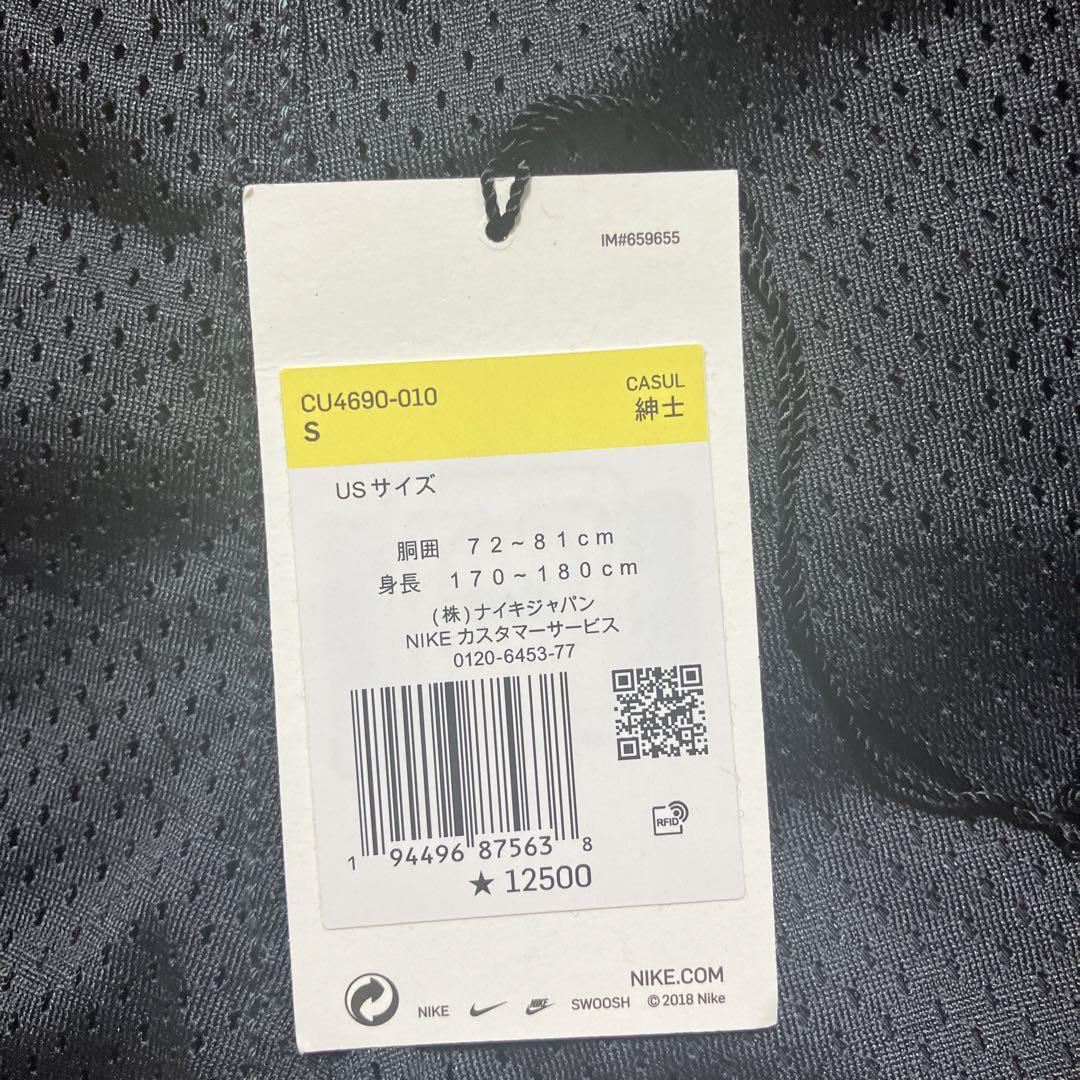 IM#659655
CU4690-010
S
CASUL
紳士
USサイズ
胴囲 72~81cm
身長 170~180cm
(株)ナイキジャパン
NIKE カスタマーサービス
0120-6453-77
RFID
1 94496 87563 8
★ 12500
NIKE.COM
NIKE NIKE SWOOSH © 2018 Nike